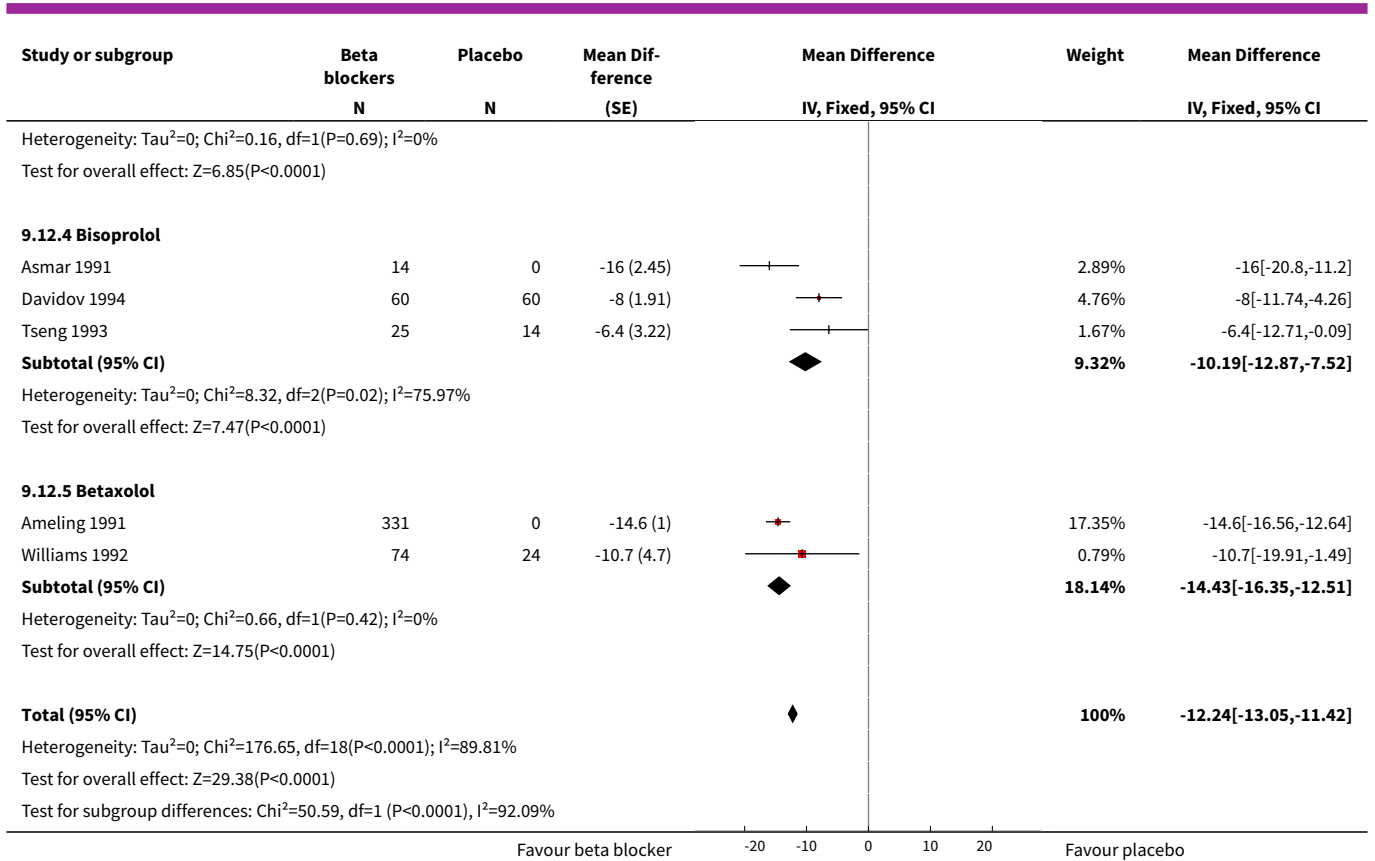 Study or subgroup Beta blockers Placebo Mean Dif-ference Mean Difference Weight Mean Difference
N N (SE) IV, Fixed, 95% CI IV, Fixed, 95% CI
Heterogeneity: Tau²=0; Chi²=0.16, df=1(P=0.69); I²=0%
Test for overall effect: Z=6.85(P<0.0001)
9.12.4 Bisoprolol
Asmar 1991 14 0 -16 (2.45) 2.89% -16[-20.8,-11.2]
Davidov 1994 60 60 -8 (1.91) 4.76% -8[-11.74,-4.26]
Tseng 1993 25 14 -6.4 (3.22) 1.67% -6.4[-12.71,-0.09]
Subtotal (95% CI) 9.32% -10.19[-12.87,-7.52]
Heterogeneity: Tau²=0; Chi²=8.32, df=2(P=0.02); I²=75.97%
Test for overall effect: Z=7.47(P<0.0001)
9.12.5 Betaxolol
Ameling 1991 331 0 -14.6 (1) 17.35% -14.6[-16.56,-12.64]
Williams 1992 74 24 -10.7 (4.7) 0.79% -10.7[-19.91,-1.49]
Subtotal (95% CI) 18.14% -14.43[-16.35,-12.51]
Heterogeneity: Tau²=0; Chi²=0.66, df=1(P=0.42); I²=0%
Test for overall effect: Z=14.75(P<0.0001)
Total (95% CI) 100% -12.24[-13.05,-11.42]
Heterogeneity: Tau²=0; Chi²=176.65, df=18(P<0.0001); I²=89.81%
Test for overall effect: Z=29.38(P<0.0001)
Test for subgroup differences: Chi²=50.59, df=1 (P<0.0001), I²=92.09%
Favour beta blocker -20 -10 0 10 20 Favour placebo